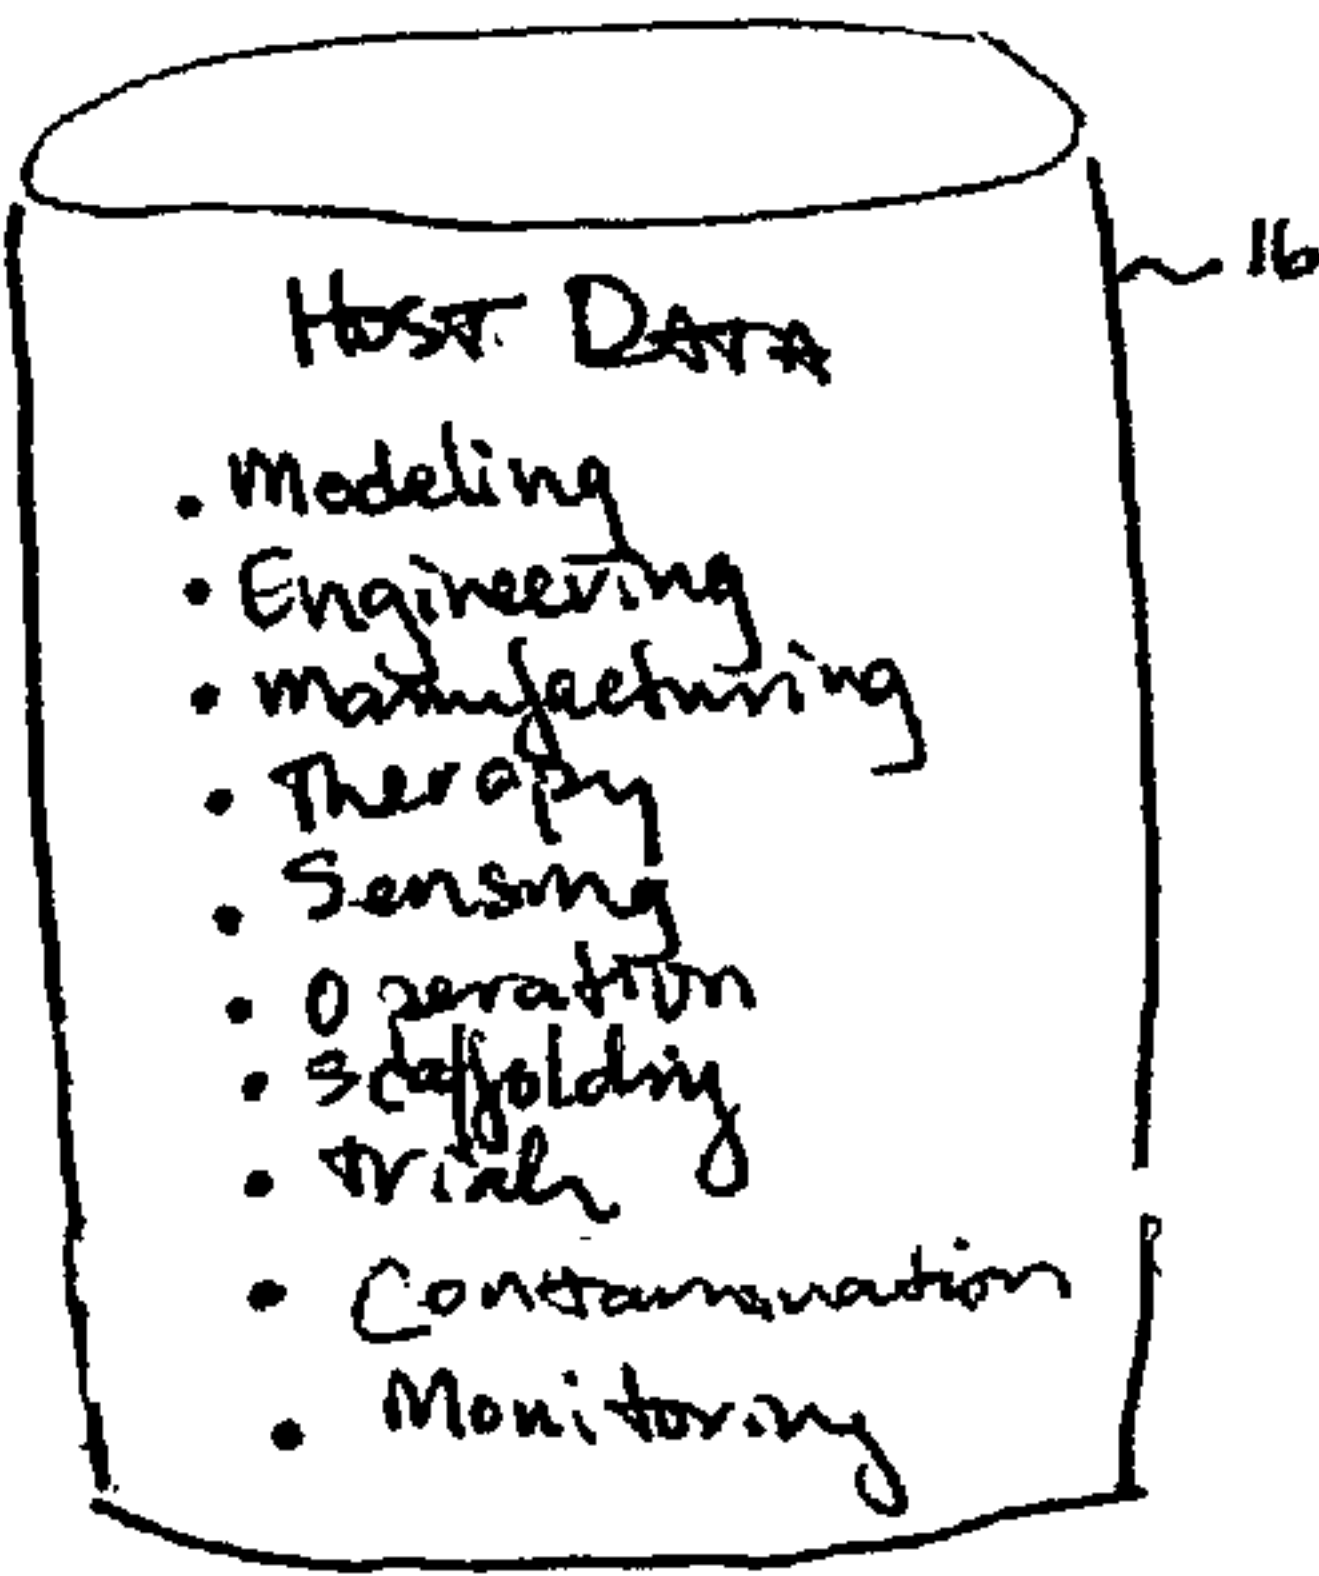 16
HOST DATA
• Modeling
• Engineering
• Manufacturing
• Therapy
• Sensing
• Operation
• Scaffolding
• Trials
• Contamination
• Monitoring